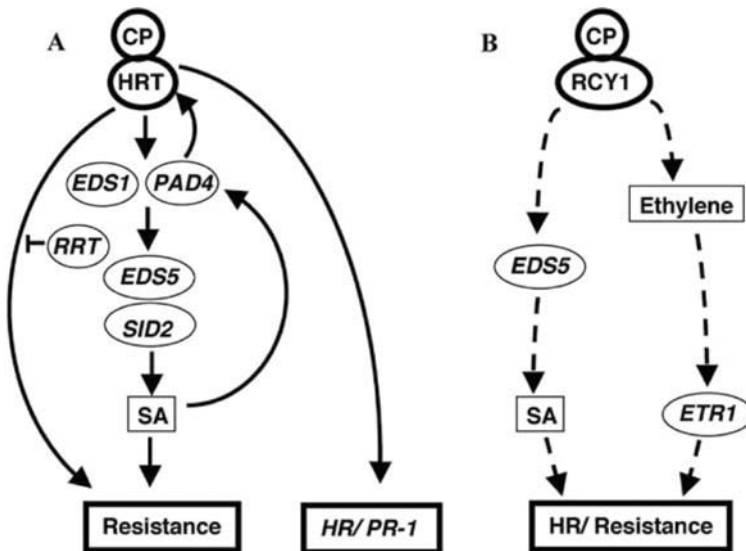 A
CP
HRT
EDS1
PAD4
RRT
EDS5
SID2
SA
Resistance
HR/ PR-1
B
CP
RCY1
Ethylene
EDS5
SA
ETR1
HR/ Resistance